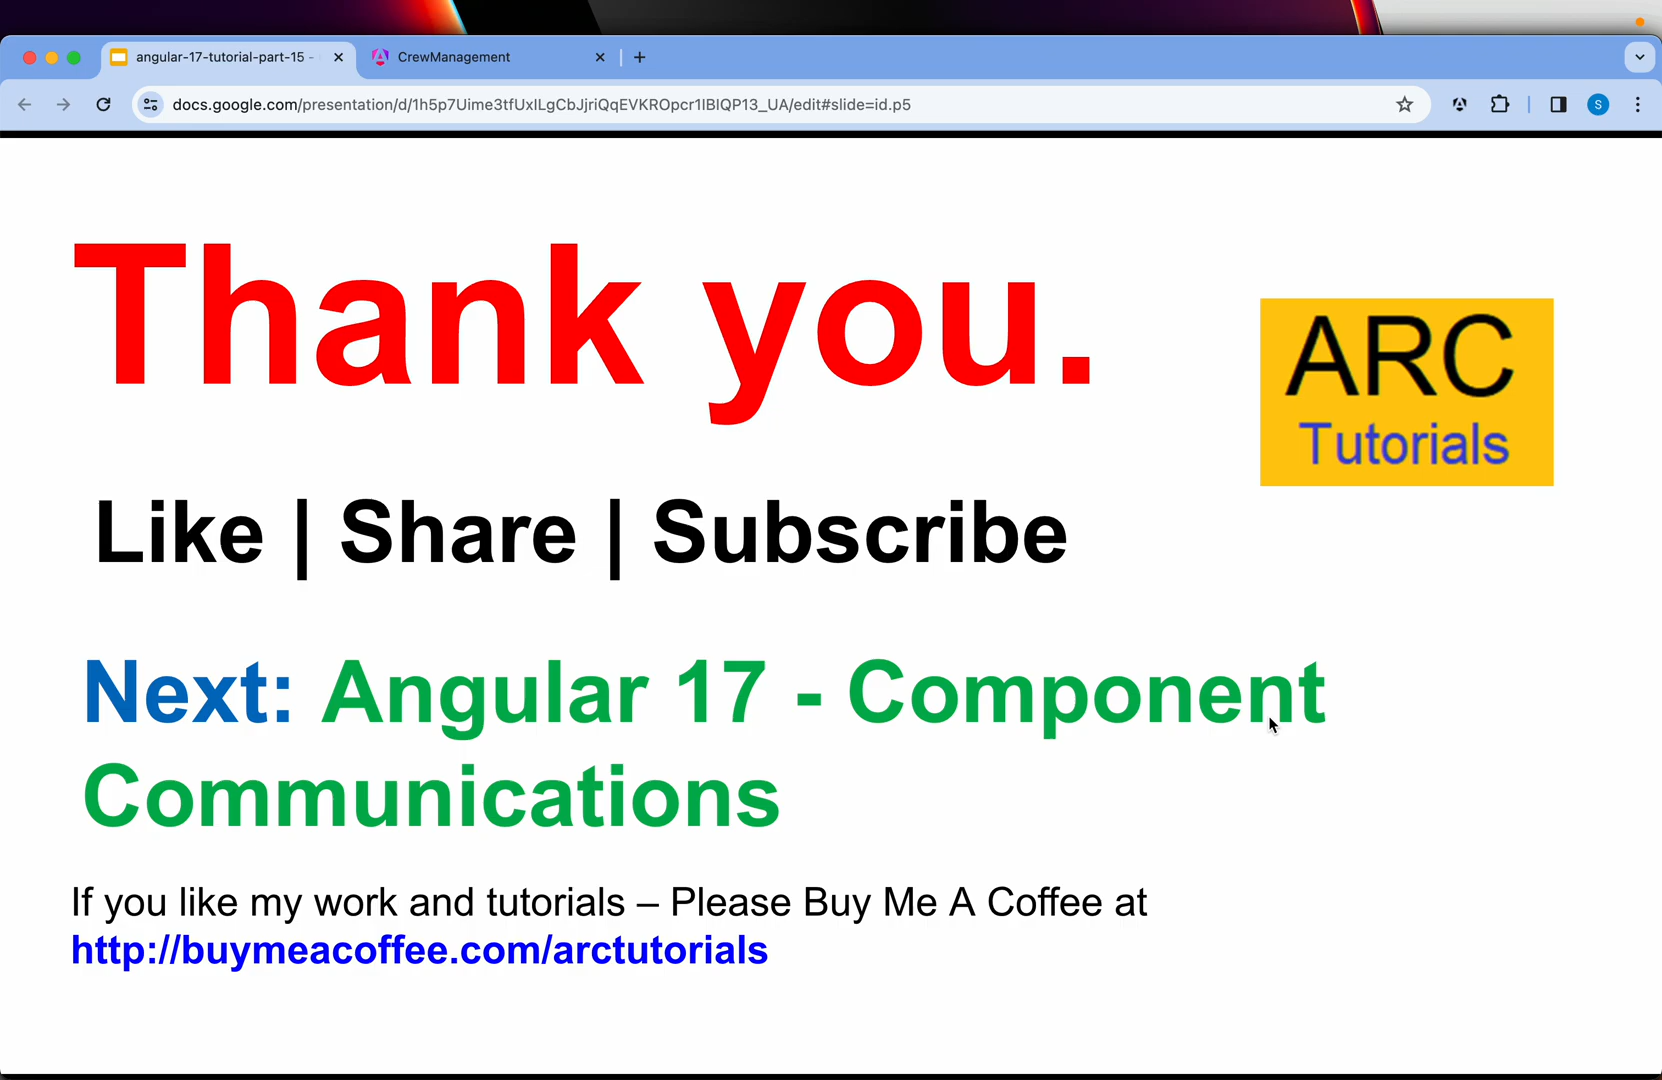 angular-17-tutorial-part-15 -
CrewManagement
docs.google.com/presentation/d/1h5p7Uime3tfUxILgCbJjriQqEVKROpcr1IBIQP13_UA/edit#slide=id.p5
S
Thank you.
ARC
Tutorials
Like | Share | Subscribe
Next: Angular 17 - Component
Communications
If you like my work and tutorials – Please Buy Me A Coffee at
http://buymeacoffee.com/arctutorials